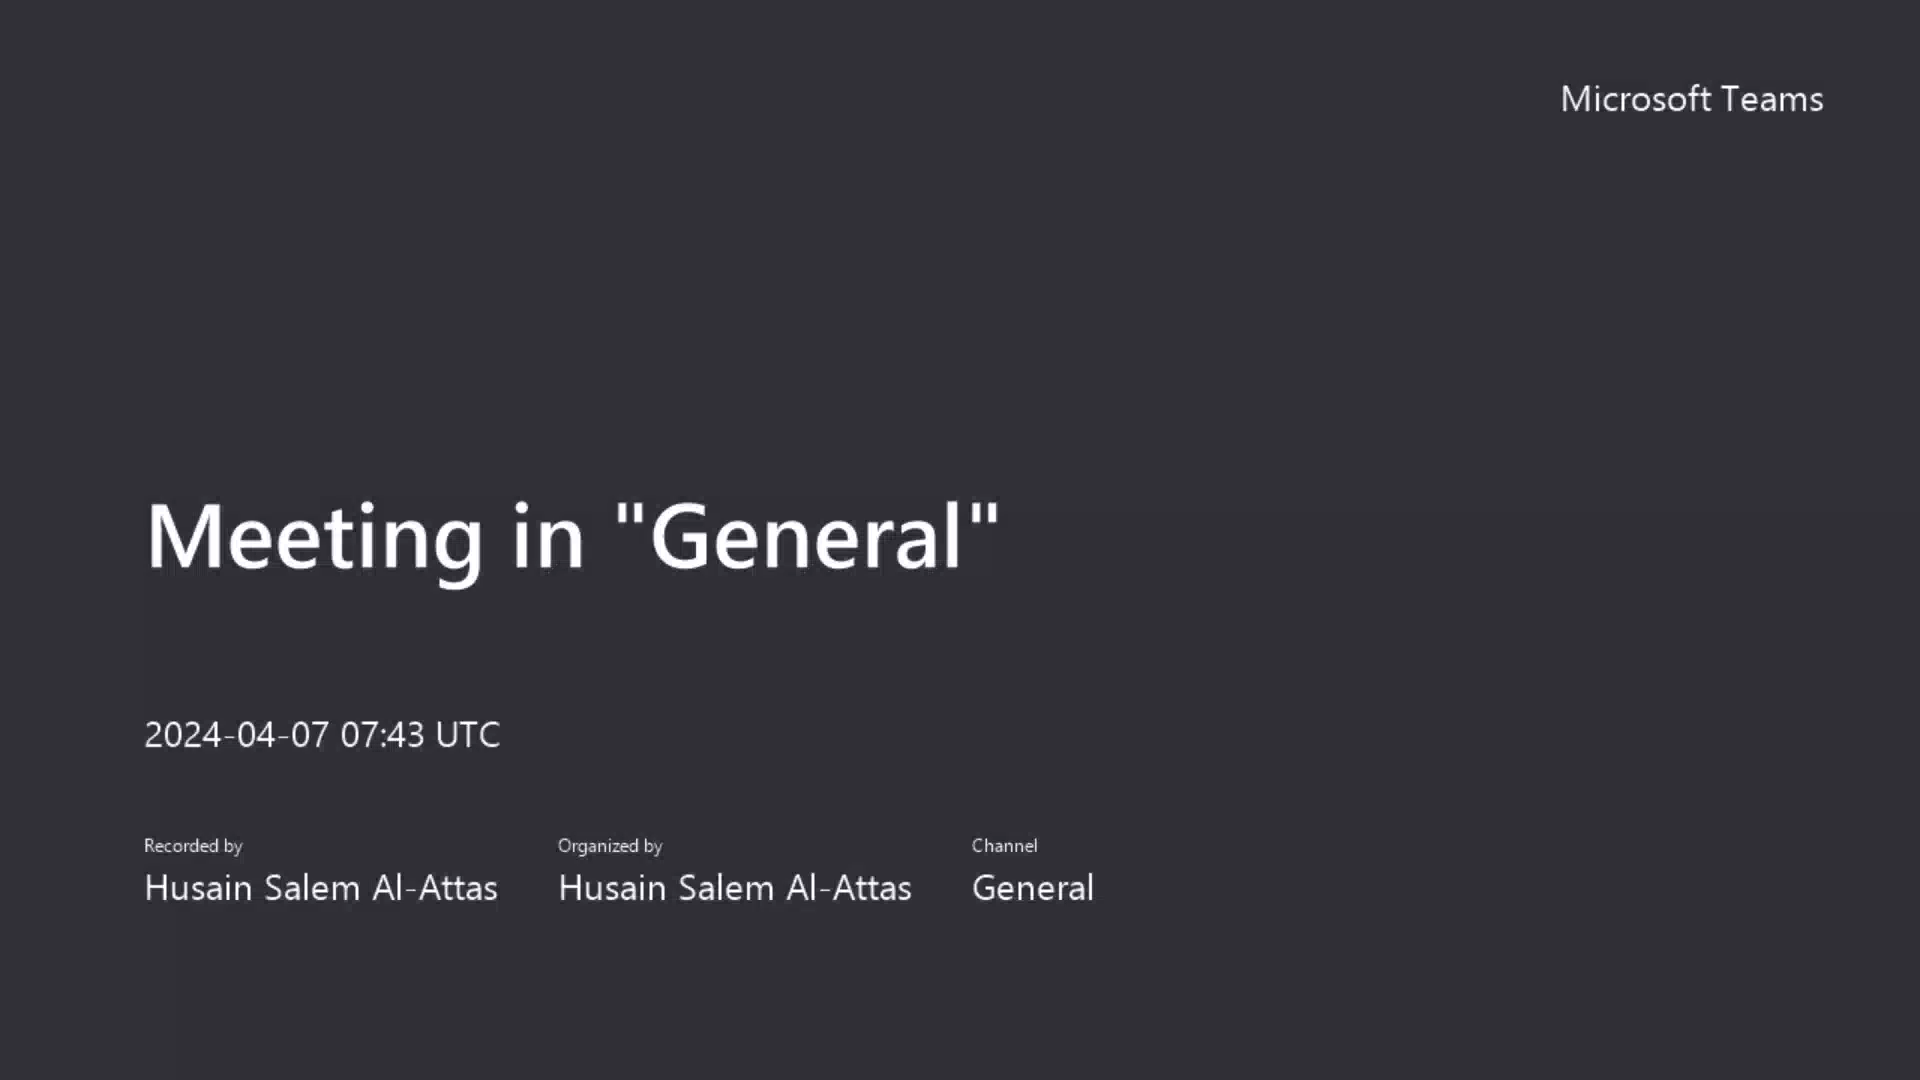 Microsoft Teams
Meeting in "General"
2024-04-07 07:43 UTC
Recorded by
Husain Salem Al-Attas
Organized by
Husain Salem Al-Attas
Channel
General